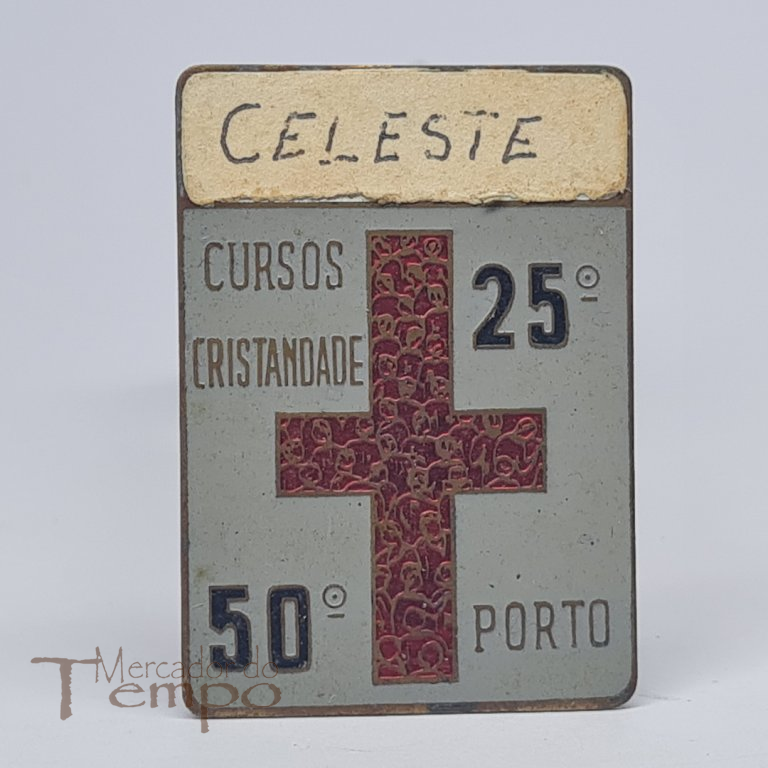 CELESTE
CURSOS
25º
CRISTANDADE
50º
PORTO
Mercador do
Tempo